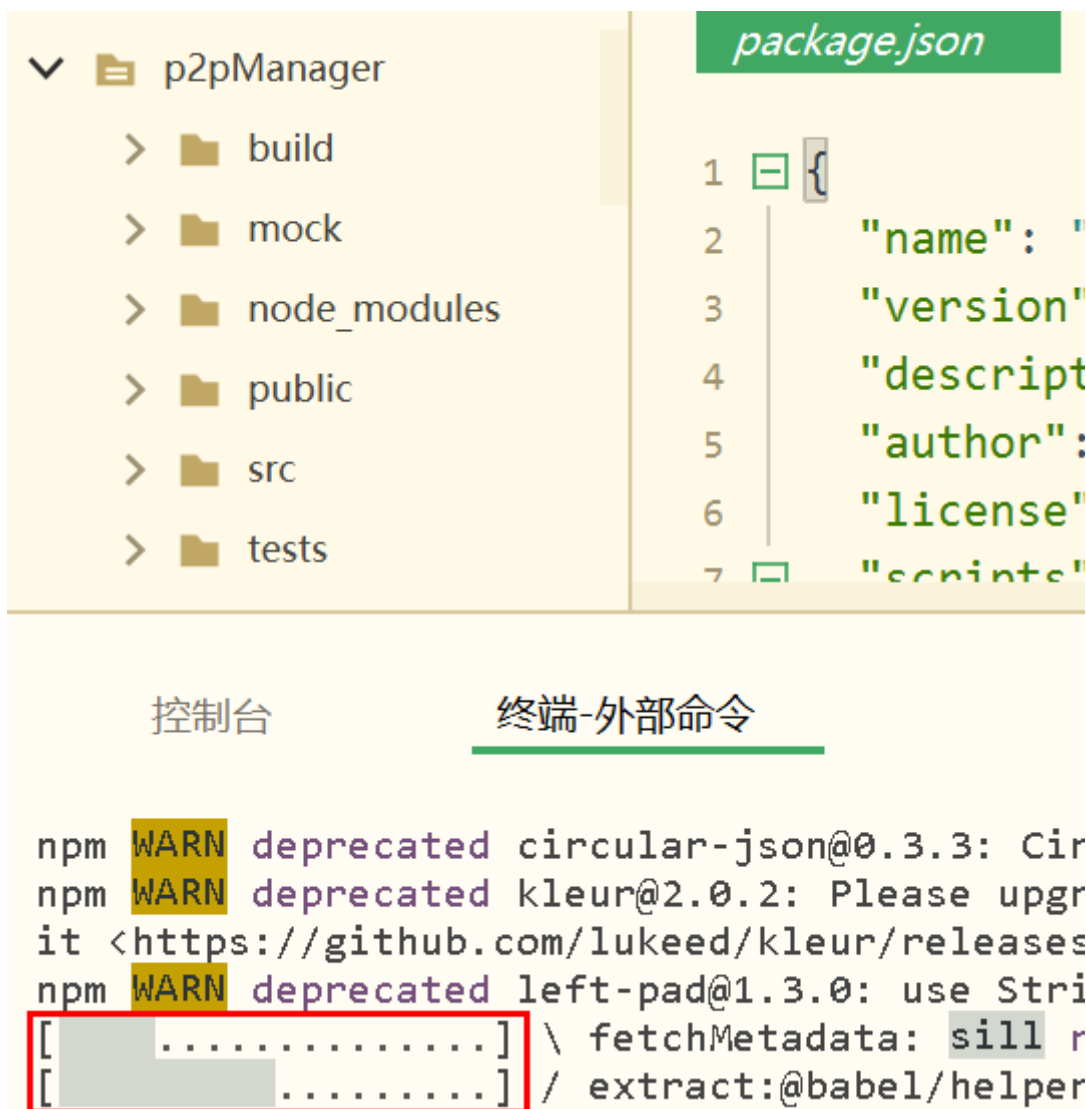 p2pManager
build
mock
node_modules
public
src
tests
package.json
1 {
2 "name": "
3 "version"
4 "descript
5 "author":
6 "license"
7 "scripts"
控制台
终端-外部命令
npm WARN deprecated circular-json@0.3.3: Cir
npm WARN deprecated kleur@2.0.2: Please upgr
it <https://github.com/lukeed/kleur/releases
npm WARN deprecated left-pad@1.3.0: use Stri
[ ..............] \ fetchMetadata: sill r
[ .........] / extract:@babel/helper